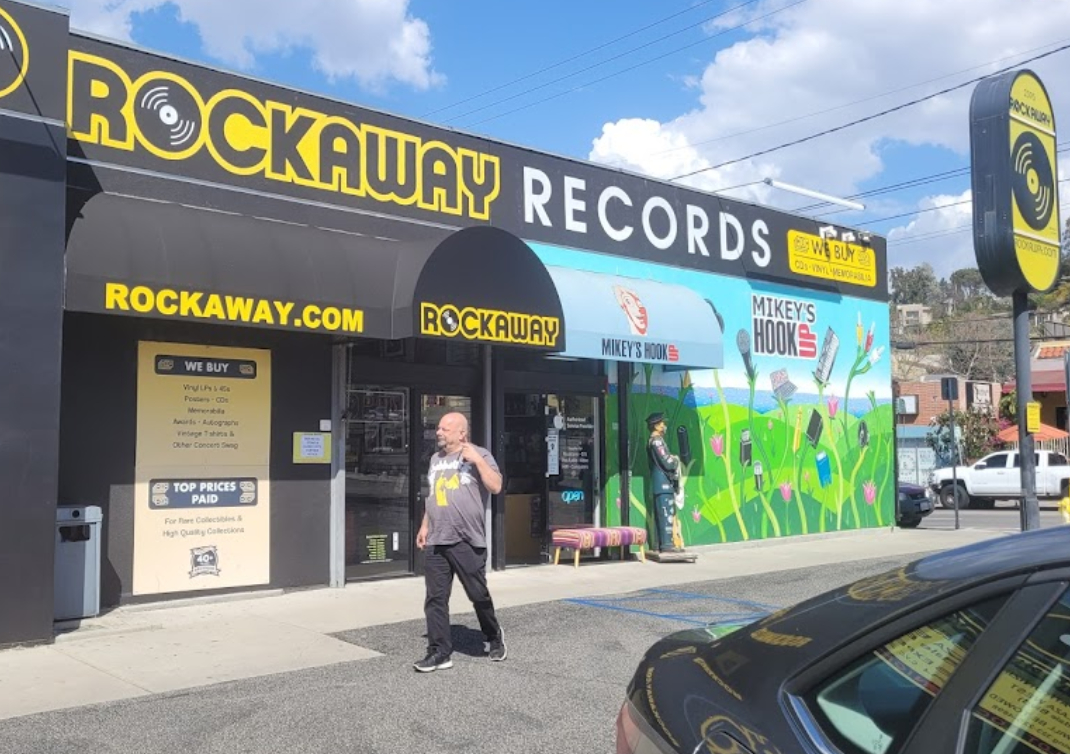 ROCKAWAY
RECORDS
WE BUY
CDs • VINYL • MEMORABILIA
ROCKAWAY
ROCKAWAY.COM
ROCKAWAY
MIKEY'S HOOK UP
MIKEY'S
HOOK UP
WE BUY
Vinyl LPs & 45s
Posters • CDs
Memorabilia
Awards • Autographs
Vintage T-shirts &
Other Concert Swag
TOP PRICES
PAID
For Rare Collectibles &
High Quality Collections
40+
open